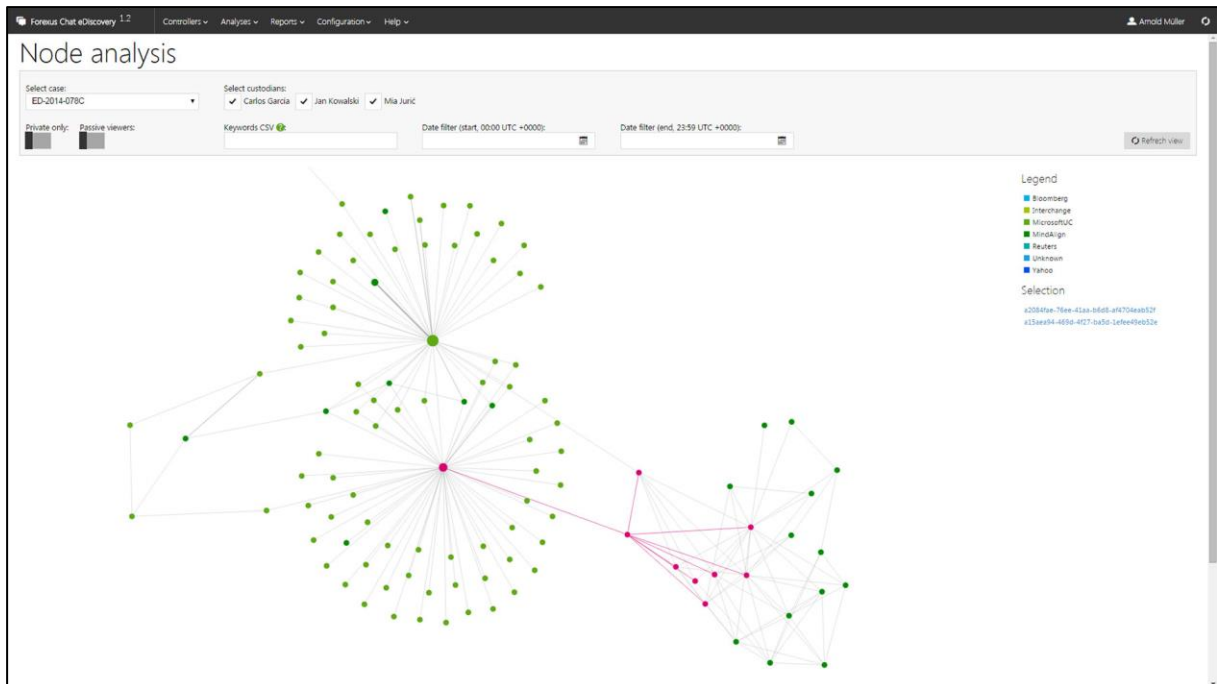 Forexus Chat eDiscovery 1.2 Controllers Analyses Reports Configuration Help Arnold Müller
Node analysis
Select case: Select custodians:
ED-2014-078C Carlos Garcia Jan Kowalski Mia Jurić
Private only: Passive viewers: Keywords CSV ?: Date filter (start, 00:00 UTC +0000): Date filter (end, 23:59 UTC +0000):
Refresh view
Legend
Bloomberg
Interchange
MicrosoftUC
MindAlign
Reuters
Unknown
Yahoo
Selection
a2084fae-76ee-41aa-b6d8-af4704eab52f
a15aea94-469d-4f27-ba5d-1efee49eb52e